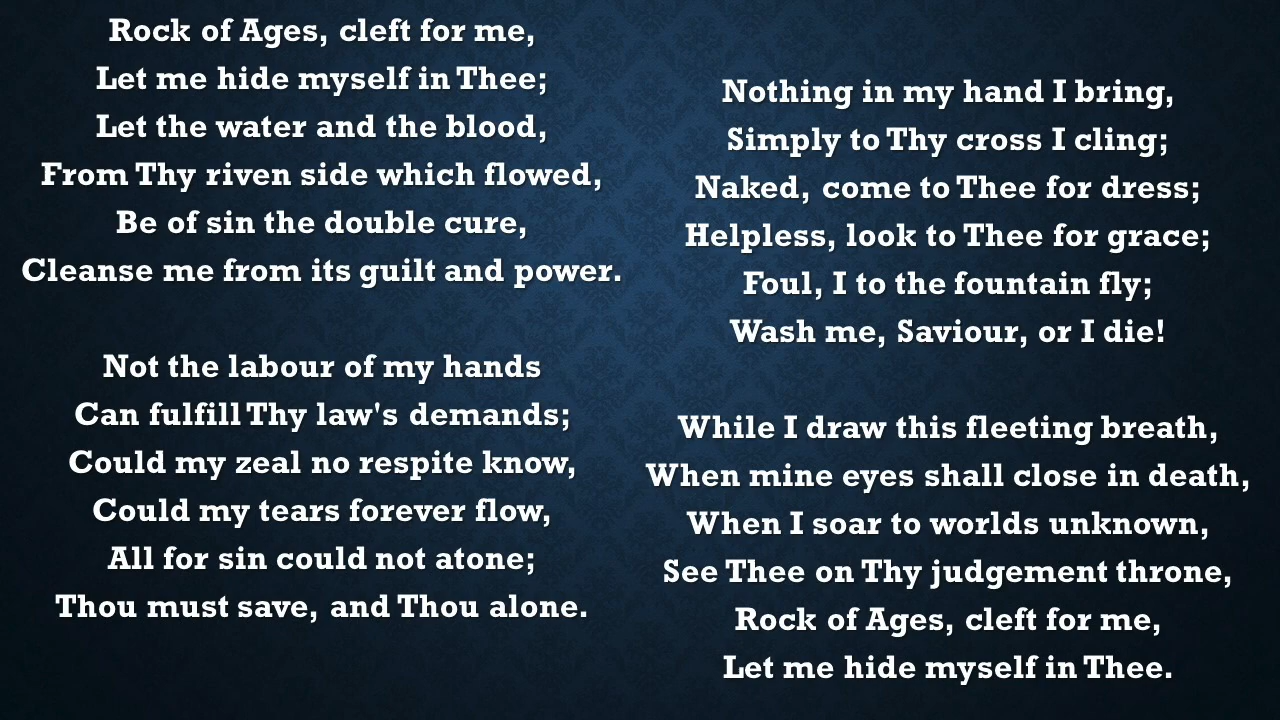 Rock of Ages, cleft for me,
Let me hide myself in Thee;
Let the water and the blood,
From Thy riven side which flowed,
Be of sin the double cure,
Cleanse me from its guilt and power.
Not the labour of my hands
Can fulfill Thy law's demands;
Could my zeal no respite know,
Could my tears forever flow,
All for sin could not atone;
Thou must save, and Thou alone.
Nothing in my hand I bring,
Simply to Thy cross I cling;
Naked, come to Thee for dress;
Helpless, look to Thee for grace;
Foul, I to the fountain fly;
Wash me, Saviour, or I die!
While I draw this fleeting breath,
When mine eyes shall close in death,
When I soar to worlds unknown,
See Thee on Thy judgement throne,
Rock of Ages, cleft for me,
Let me hide myself in Thee.